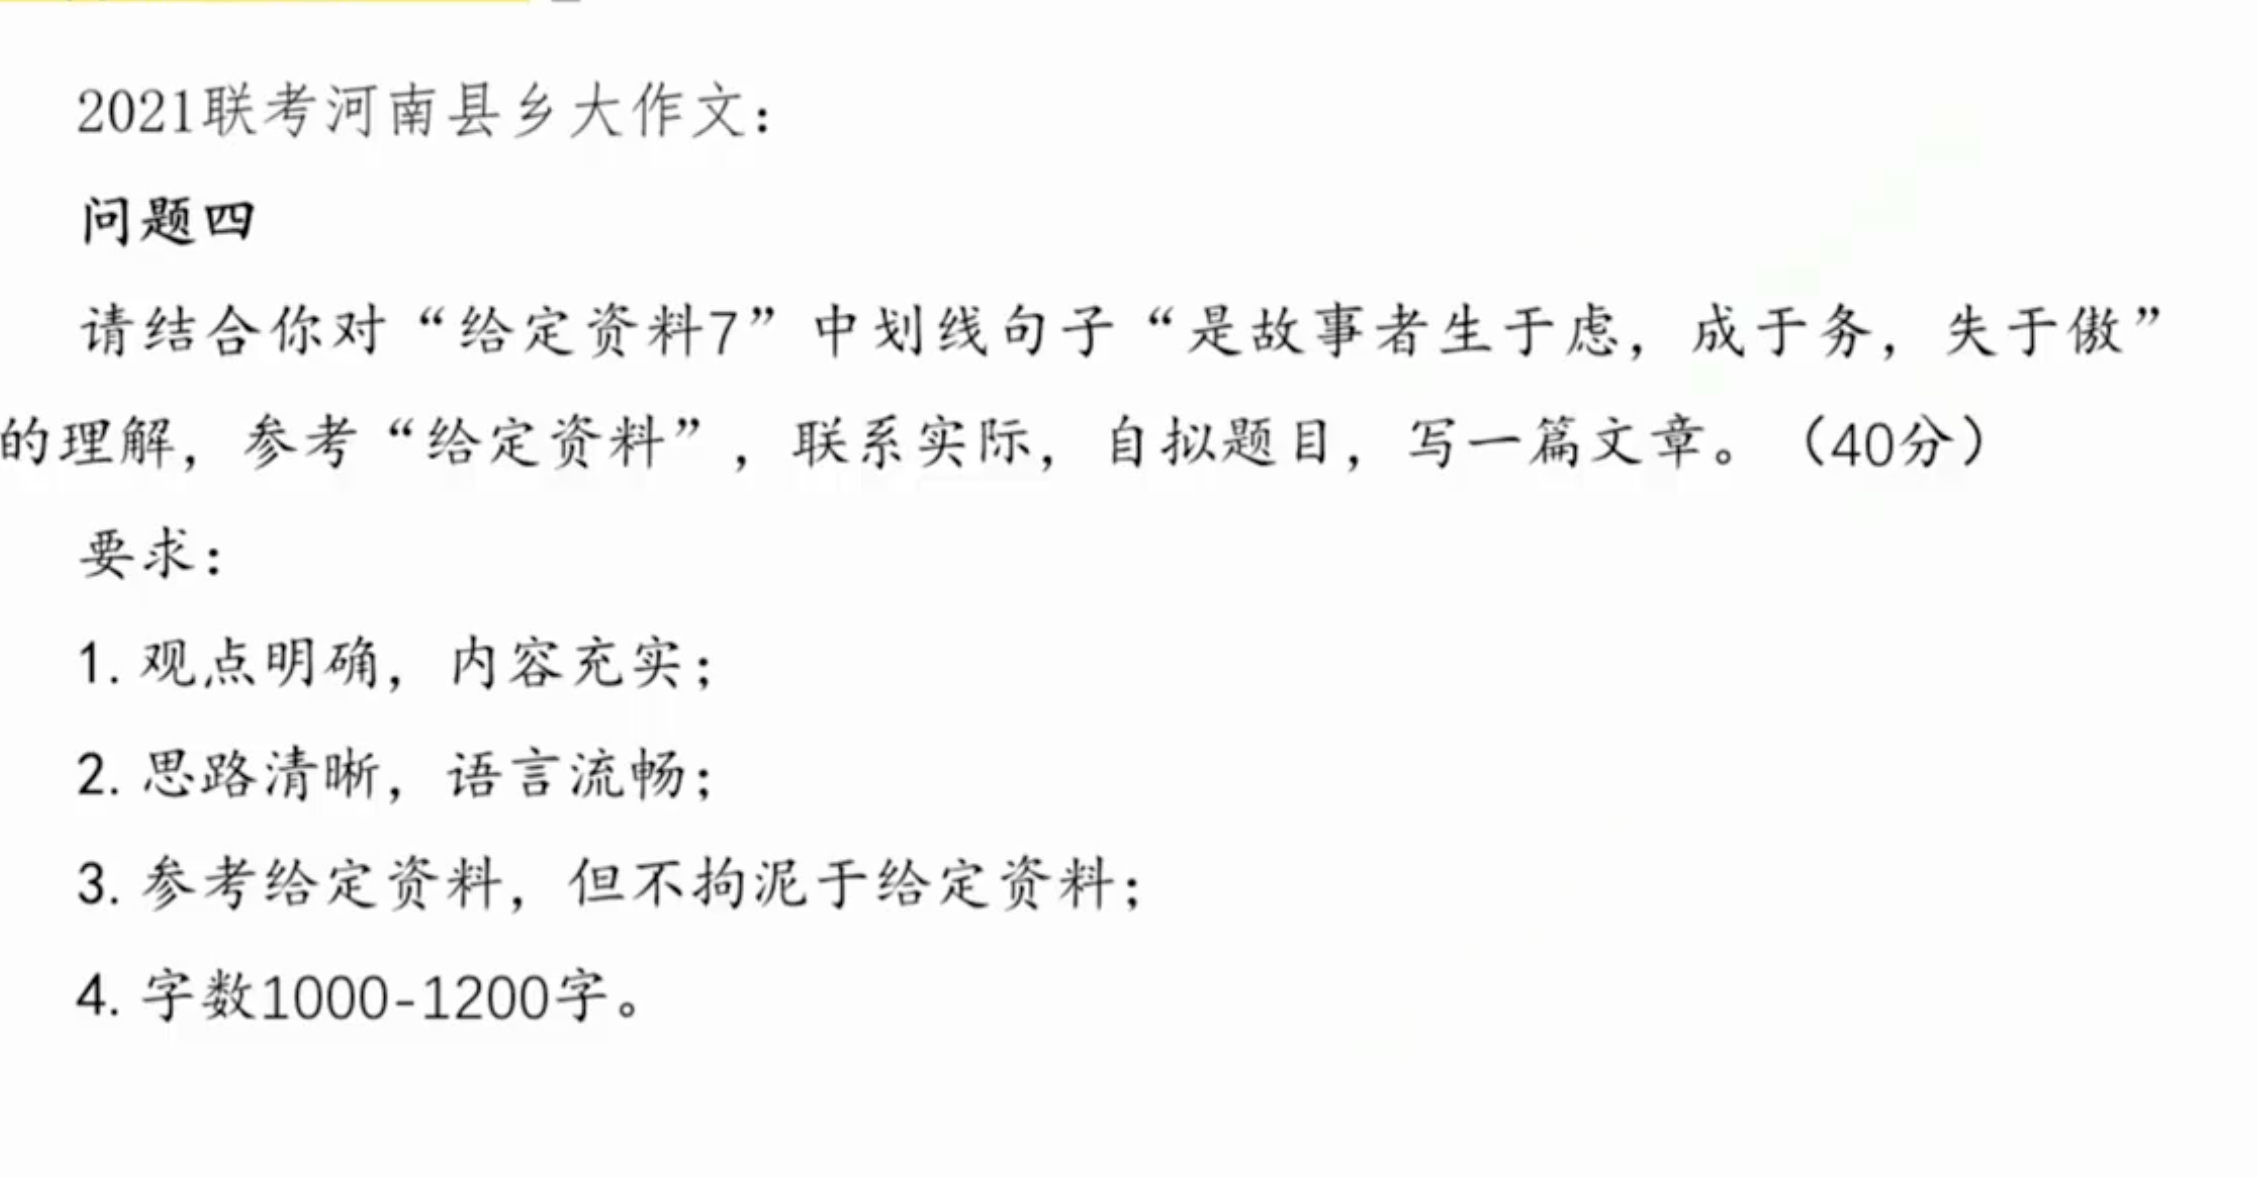 2021联考河南县乡大作文：
问题四
请结合你对“给定资料7”中划线句子“是故事者生于虑，成于务，失于傲”
的理解，参考“给定资料”，联系实际，自拟题目，写一篇文章。（40分）
要求：
1. 观点明确，内容充实；
2. 思路清晰，语言流畅；
3. 参考给定资料，但不拘泥于给定资料；
4. 字数1000-1200字。